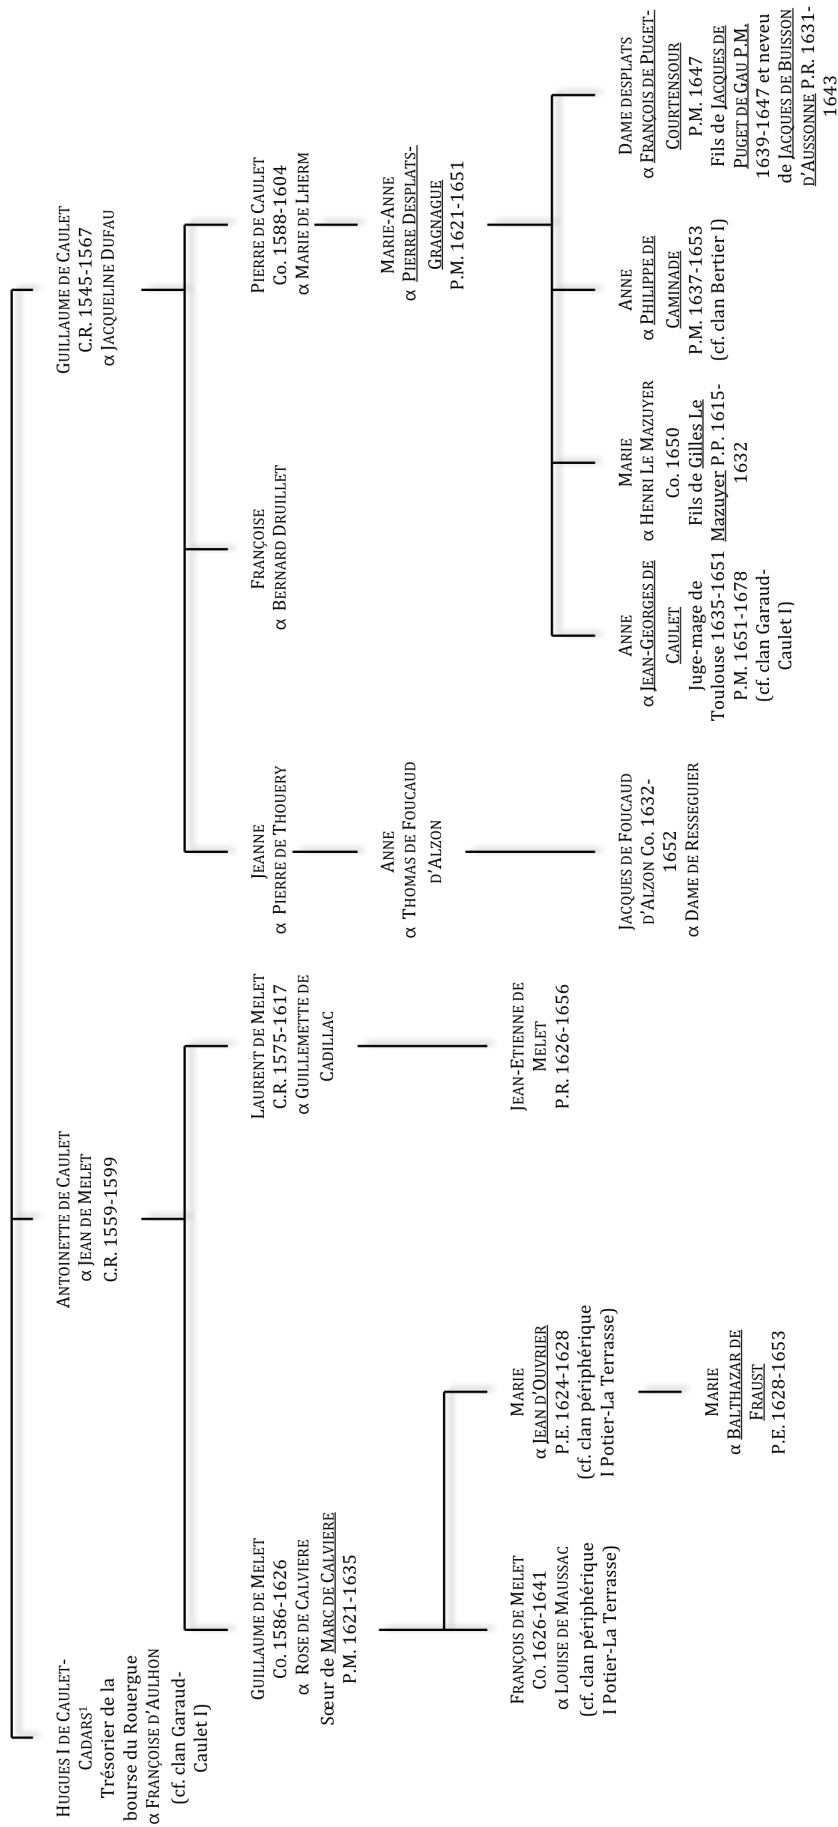 HUGUES I DE CAULET-
CADARS¹
Trésorier de la
bourse du Rouergue
α FRANÇOISE D'AULHON
(cf. clan Garaud-
Caulet I)
ANTOINETTE DE CAULET
α JEAN DE MELET
C.R. 1559-1599
GUILLAUME DE CAULET
C.R. 1545-1567
α JACQUELINE DUFAU
GUILLAUME DE MELET
Co. 1586-1626
α ROSE DE CALVIERE
Sœur de MARC DE CALVIERE
P.M. 1621-1635
LAURENT DE MELET
C.R. 1575-1617
α GUILLEMETTE DE
CADILLAC
JEANNE
α PIERRE DE THOUERY
FRANÇOISE
α BERNARD DRUILLET
PIERRE DE CAULET
Co. 1588-1604
α MARIE DE LHERM
ANNE
α THOMAS DE FOUCAUD
D'ALZON
MARIE-ANNE
α PIERRE DESPLATS-
GRAGNAGUE
P.M. 1621-1651
FRANÇOIS DE MELET
Co. 1626-1641
α LOUISE DE MAUSSAC
(cf. clan périphérique
I Potier-La Terrasse)
MARIE
α JEAN D'OUVRIER
P.E. 1624-1628
(cf. clan périphérique
I Potier-La Terrasse)
JEAN-ETIENNE DE
MELET
P.R. 1626-1656
JACQUES DE FOUCAUD
D'ALZON Co. 1632-
1652
α DAME DE RESSEGUIER
ANNE
α JEAN-GEORGES DE
CAULET
Juge-mage de
Toulouse 1635-1651
P.M. 1651-1678
(cf. clan Garaud-
Caulet I)
MARIE
α HENRI LE MAZUYER
Co. 1650
Fils de Gilles Le
Mazuyer P.P. 1615-
1632
ANNE
α PHILIPPE DE
CAMINADE
P.M. 1637-1653
(cf. clan Bertier I)
DAME DESPLATS
α FRANÇOIS DE PUGET-
COURTENSOUR
P.M. 1647
Fils de JACQUES DE
PUGET DE GAU P.M.
1639-1647 et neveu
de JACQUES DE BUISSON
D'AUSSONNE P.R. 1631-
1643
MARIE
α BALTHAZAR DE
FRAUST
P.E. 1628-1653